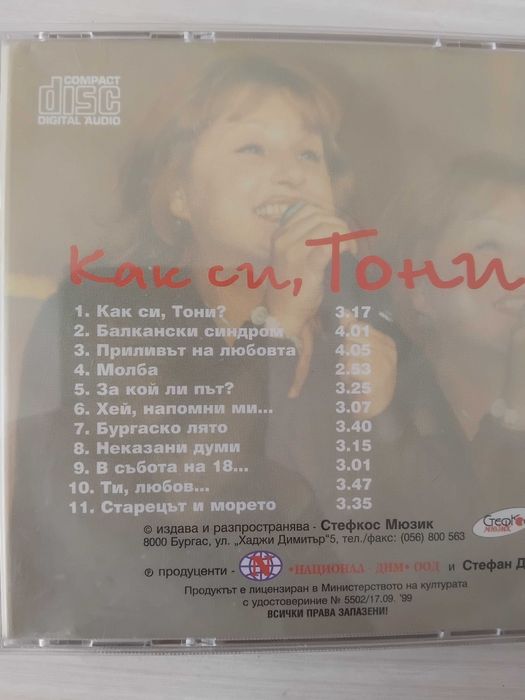 COMPACT
disc
DIGITAL AUDIO
Как си, Тони
1. Как си, Тони? 3.17
2. Балкански синдром 4.01
3. Приливът на любовта 4.05
4. Молба 2.53
5. За кой ли път? 3.25
6. Хей, напомни ми... 3.07
7. Бургаско лято 3.40
8. Неказани думи 3.15
9. В събота на 18... 3.01
10. Ти, любов... 3.47
11. Старецът и морето 3.35
© издава и разпространява - Стефкос Мюзик
8000 Бургас, ул. „Хаджи Димитър"5, тел./факс: (056) 800 563
℗ продуценти - N •НАЦИОНАЛ - ДНМ• ООД и Стефан Д
Продуктът е лицензиран в Министерството на културата
с удостоверение № 5502/17.09. '99
ВСИЧКИ ПРАВА ЗАПАЗЕНИ!